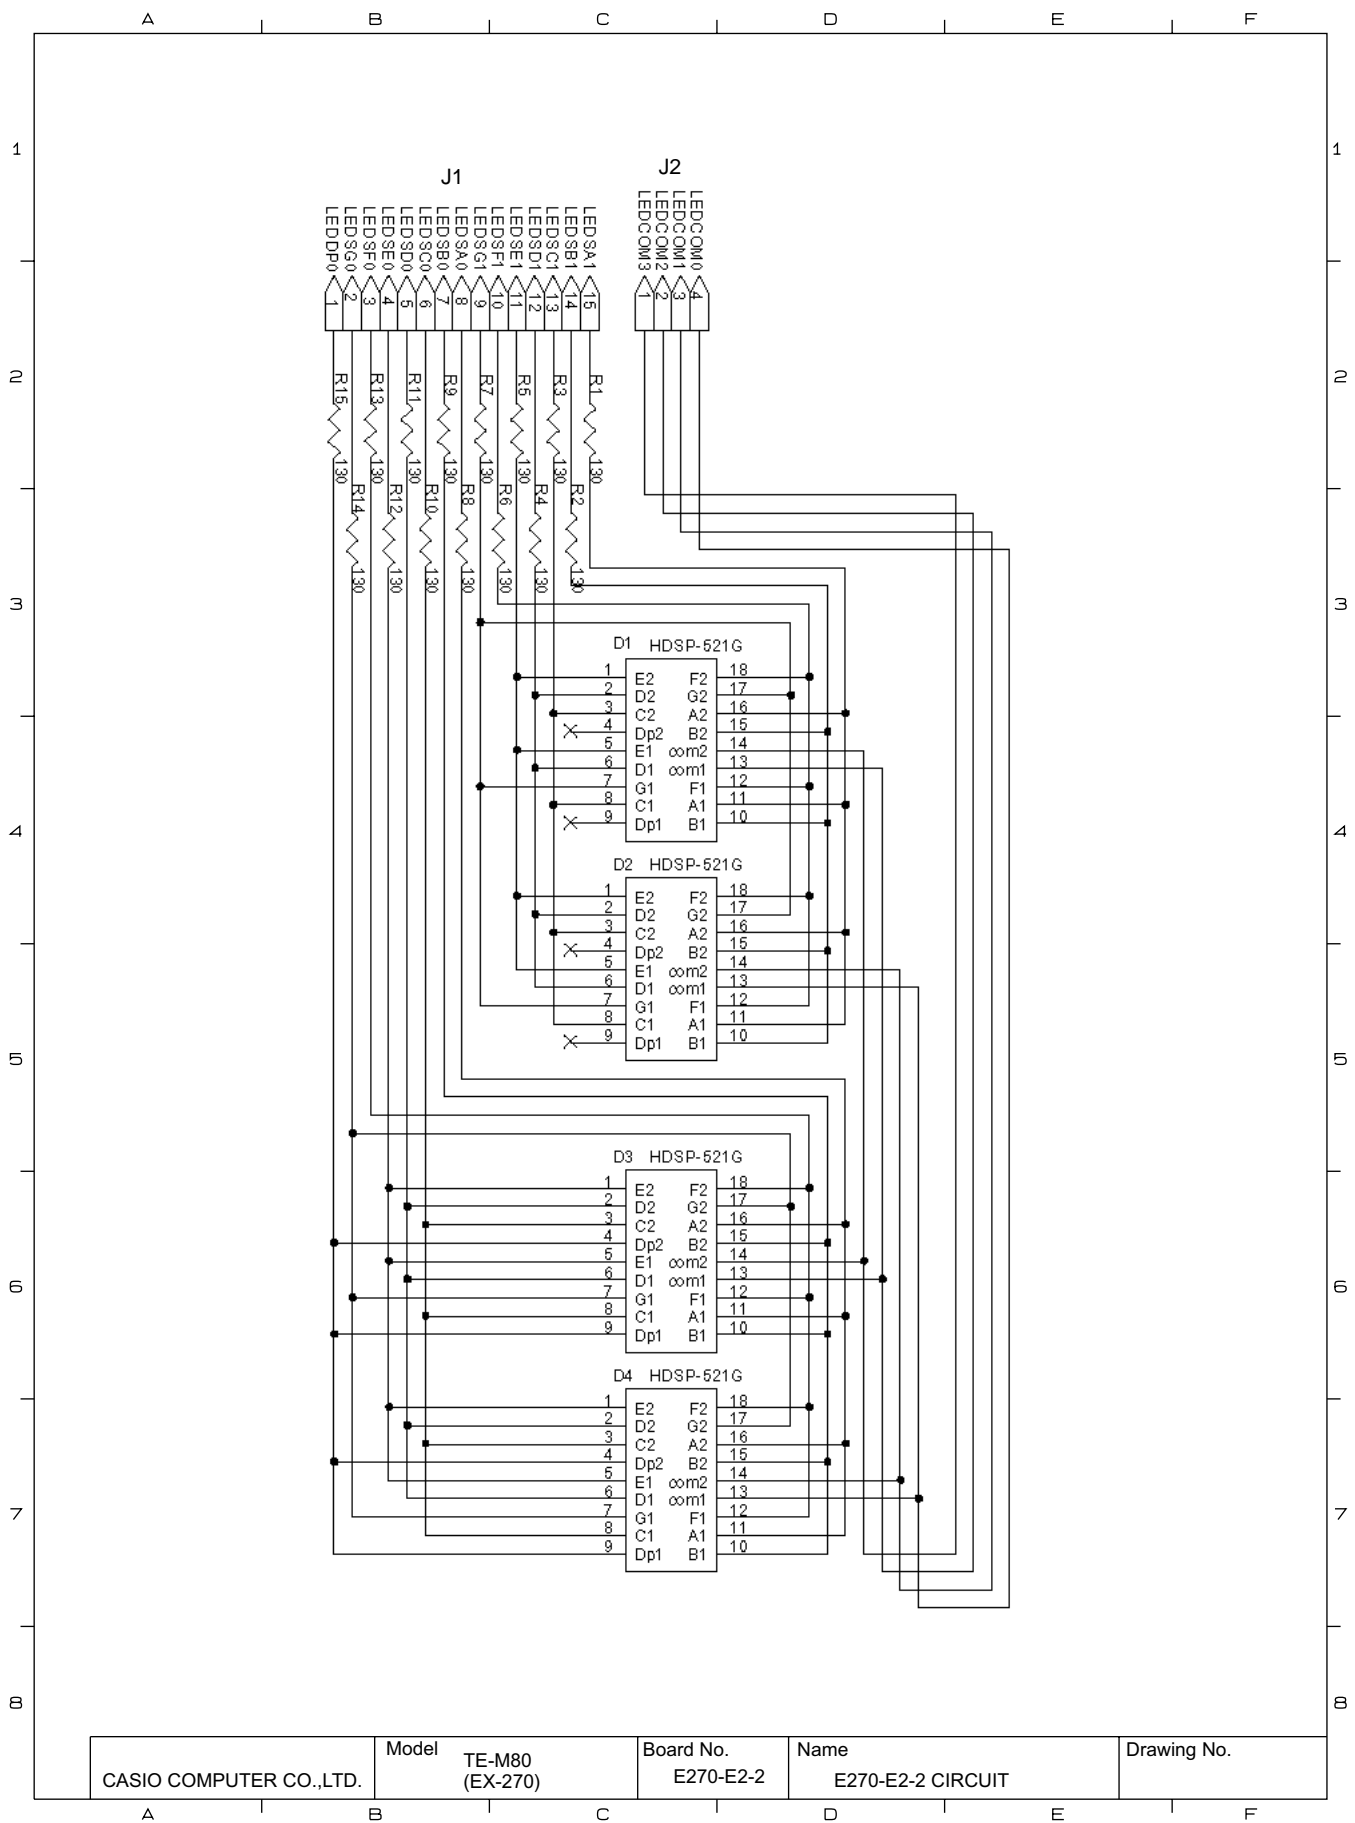 A B C D E F
1 1
J1 J2
LEDDP0 LEDSG0 LEDSF0 LEDSE0 LEDSD0 LEDSC0 LEDSB0 LEDSA0 LEDSG1 LEDSF1 LEDSE1 LEDSD1 LEDSC1 LEDSB1 LEDSA1
LEDCOM3 LEDCOM2 LEDCOM1 LEDCOM0
1 2 3 4 5 6 7 8 9 10 11 12 13 14 15
1 2 3 4
2 2
R15 R13 R11 R9 R7 R5 R3 R1
130 130 130 130 130 130 130 130
R14 R12 R10 R8 R6 R4 R2
130 130 130 130 130 130 130
3 3
D1 HDSP-521G
1 E2 F2 18
2 D2 G2 17
3 C2 A2 16
4 Dp2 B2 15
5 E1 com2 14
6 D1 com1 13
7 G1 F1 12
8 C1 A1 11
9 Dp1 B1 10
4 4
D2 HDSP-521G
1 E2 F2 18
2 D2 G2 17
3 C2 A2 16
4 Dp2 B2 15
5 E1 com2 14
6 D1 com1 13
7 G1 F1 12
8 C1 A1 11
9 Dp1 B1 10
5 5
D3 HDSP-521G
1 E2 F2 18
2 D2 G2 17
3 C2 A2 16
4 Dp2 B2 15
5 E1 com2 14
6 D1 com1 13
6 6
7 G1 F1 12
8 C1 A1 11
9 Dp1 B1 10
D4 HDSP-521G
1 E2 F2 18
2 D2 G2 17
3 C2 A2 16
4 Dp2 B2 15
5 E1 com2 14
6 D1 com1 13
7 7
7 G1 F1 12
8 C1 A1 11
9 Dp1 B1 10
8 8
CASIO COMPUTER CO.,LTD.
Model
TE-M80
(EX-270)
Board No.
E270-E2-2
Name
E270-E2-2 CIRCUIT
Drawing No.
A B C D E F